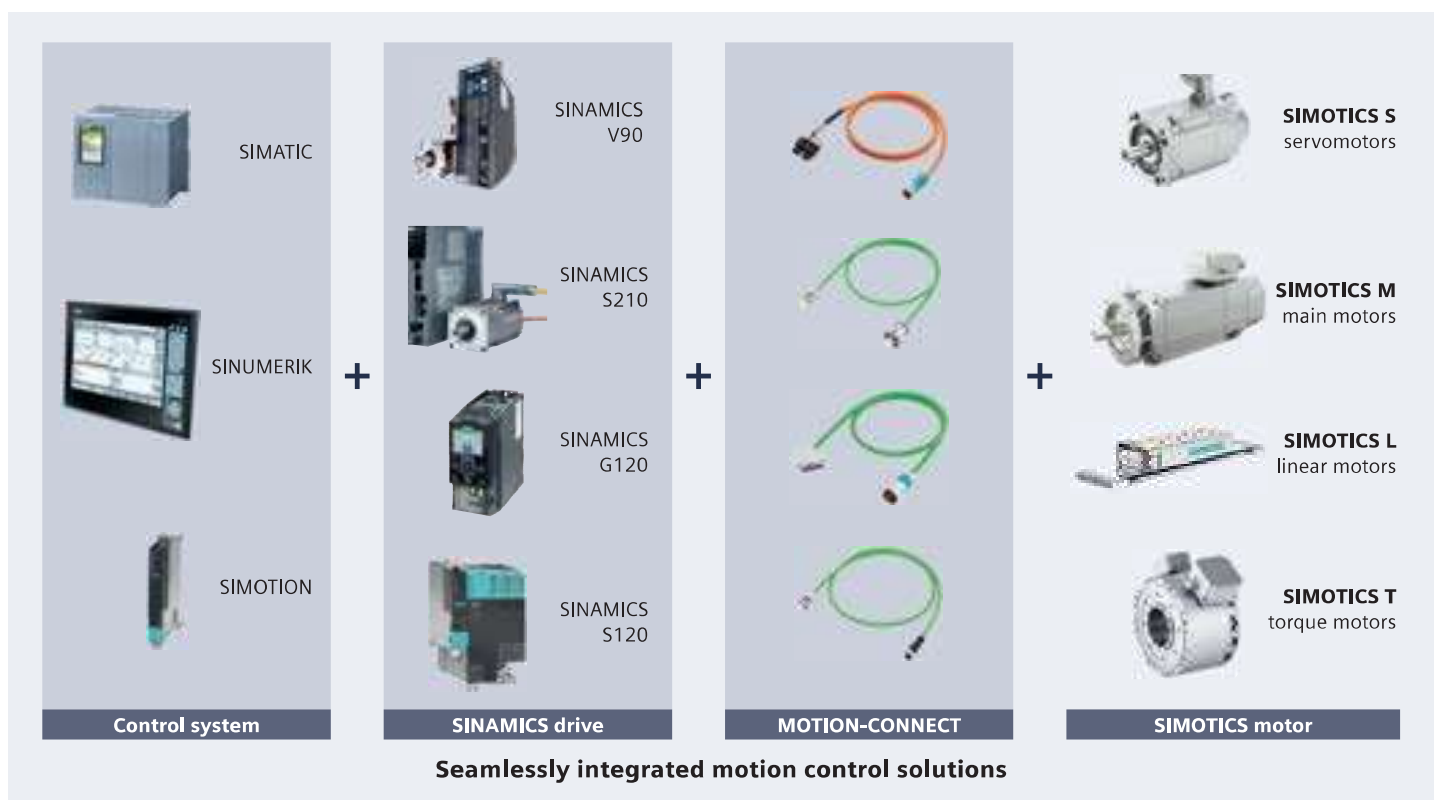 SIMATIC
SINUMERIK
SIMOTION
Control system
+
SINAMICS
V90
SINAMICS
S210
SINAMICS
G120
SINAMICS
S120
SINAMICS drive
+
MOTION-CONNECT
+
SIMOTICS S
servomotors
SIMOTICS M
main motors
SIMOTICS L
linear motors
SIMOTICS T
torque motors
SIMOTICS motor
Seamlessly integrated motion control solutions